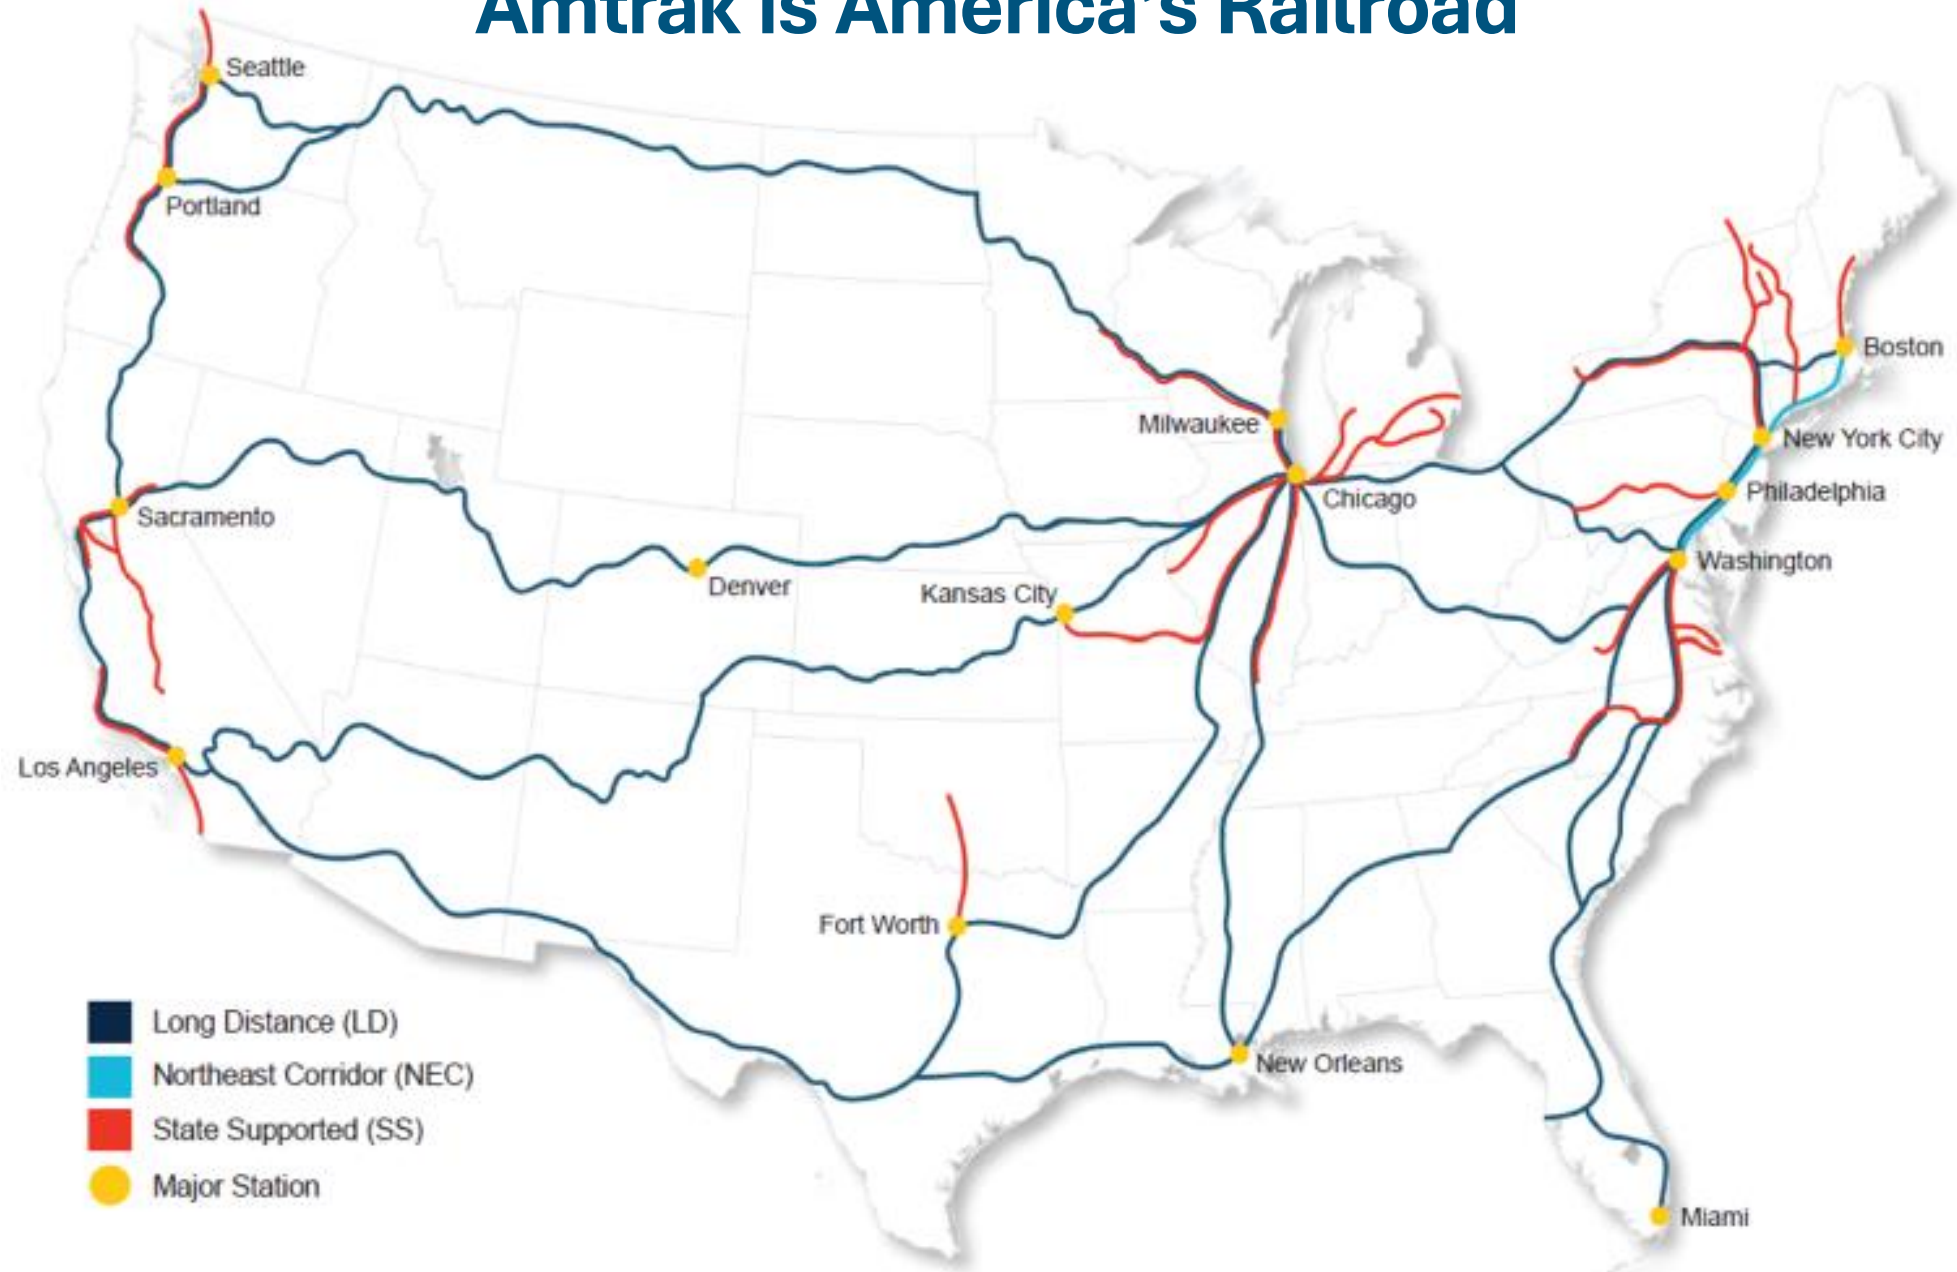 Amtrak is America's Railroad
Seattle
Portland
Boston
Milwaukee
New York City
Chicago
Philadelphia
Sacramento
Washington
Denver
Kansas City
Los Angeles
Fort Worth
Long Distance (LD)
New Orleans
Northeast Corridor (NEC)
State Supported (SS)
Major Station
Miami